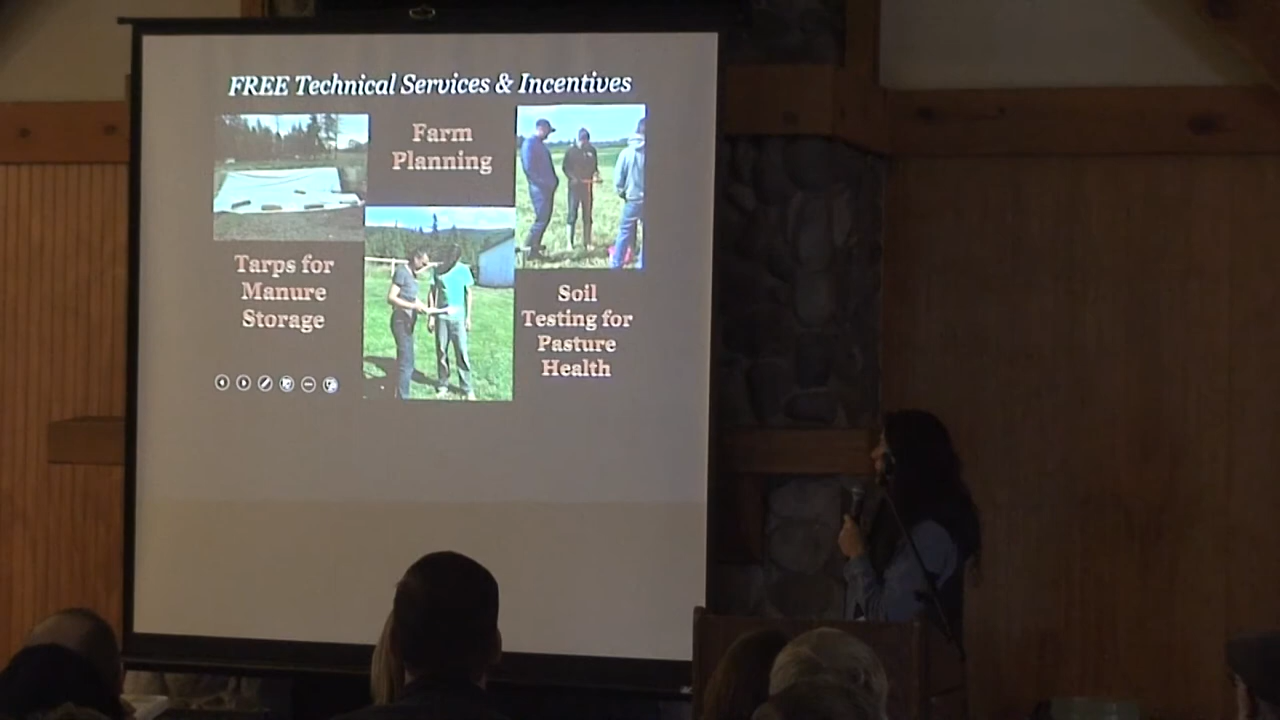 FREE Technical Services & Incentives
Farm
Planning
Tarps for
Manure
Storage
Soil
Testing for
Pasture
Health